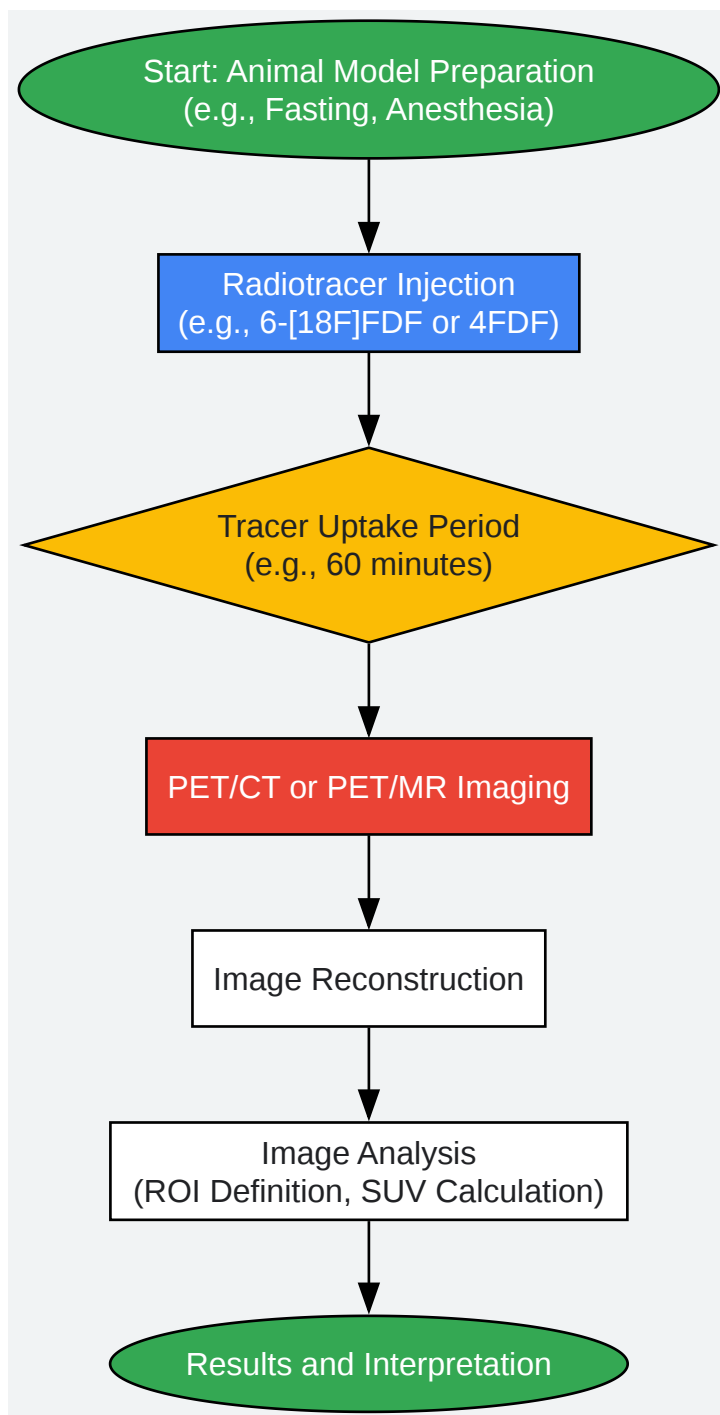 Start: Animal Model Preparation
(e.g., Fasting, Anesthesia)
Radiotracer Injection
(e.g., 6-[18F]FDF or 4FDF)
Tracer Uptake Period
(e.g., 60 minutes)
PET/CT or PET/MR Imaging
Image Reconstruction
Image Analysis
(ROI Definition, SUV Calculation)
Results and Interpretation